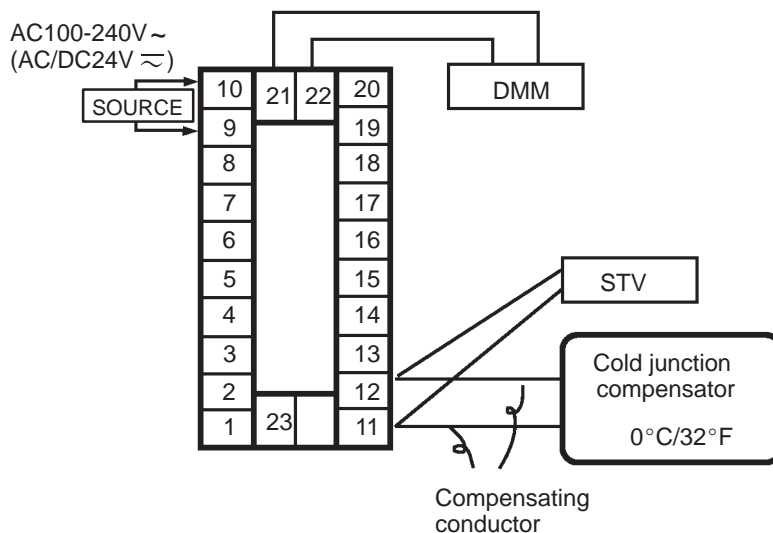 AC100-240V ~
(AC/DC24V ⎓)
SOURCE
10
9
8
7
6
5
4
3
2
1
21 22
23
20
19
18
17
16
15
14
13
12
11
DMM
STV
Cold junction
compensator
0°C/32°F
Compensating
conductor